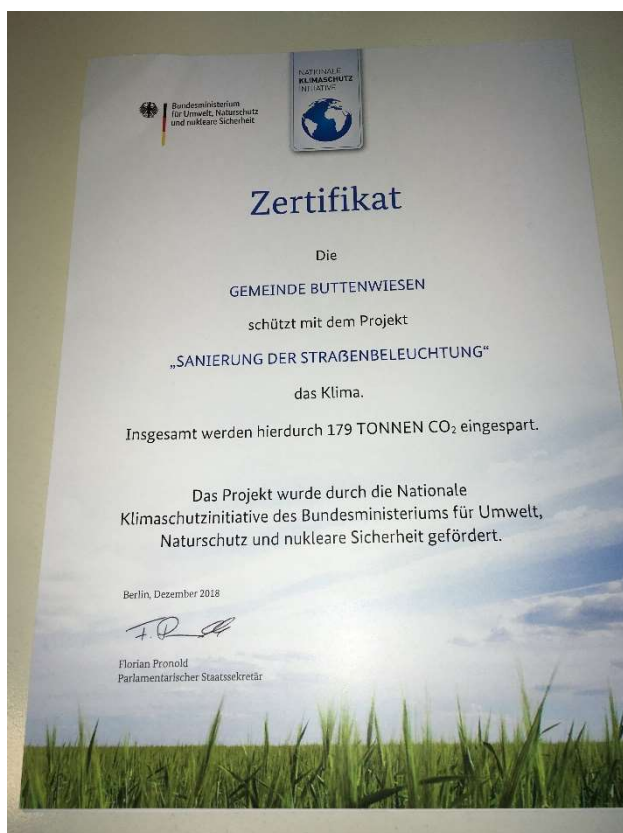 Bundesministerium
für Umwelt, Naturschutz
und nukleare Sicherheit
NATIONALE
KLIMASCHUTZ
INITIATIVE
Zertifikat
Die
GEMEINDE BUTTENWIESEN
schützt mit dem Projekt
„SANIERUNG DER STRAßENBELEUCHTUNG“
das Klima.
Insgesamt werden hierdurch 179 TONNEN CO₂ eingespart.
Das Projekt wurde durch die Nationale
Klimaschutzinitiative des Bundesministeriums für Umwelt,
Naturschutz und nukleare Sicherheit gefördert.
Berlin, Dezember 2018
Florian Pronold
Parlamentarischer Staatssekretär